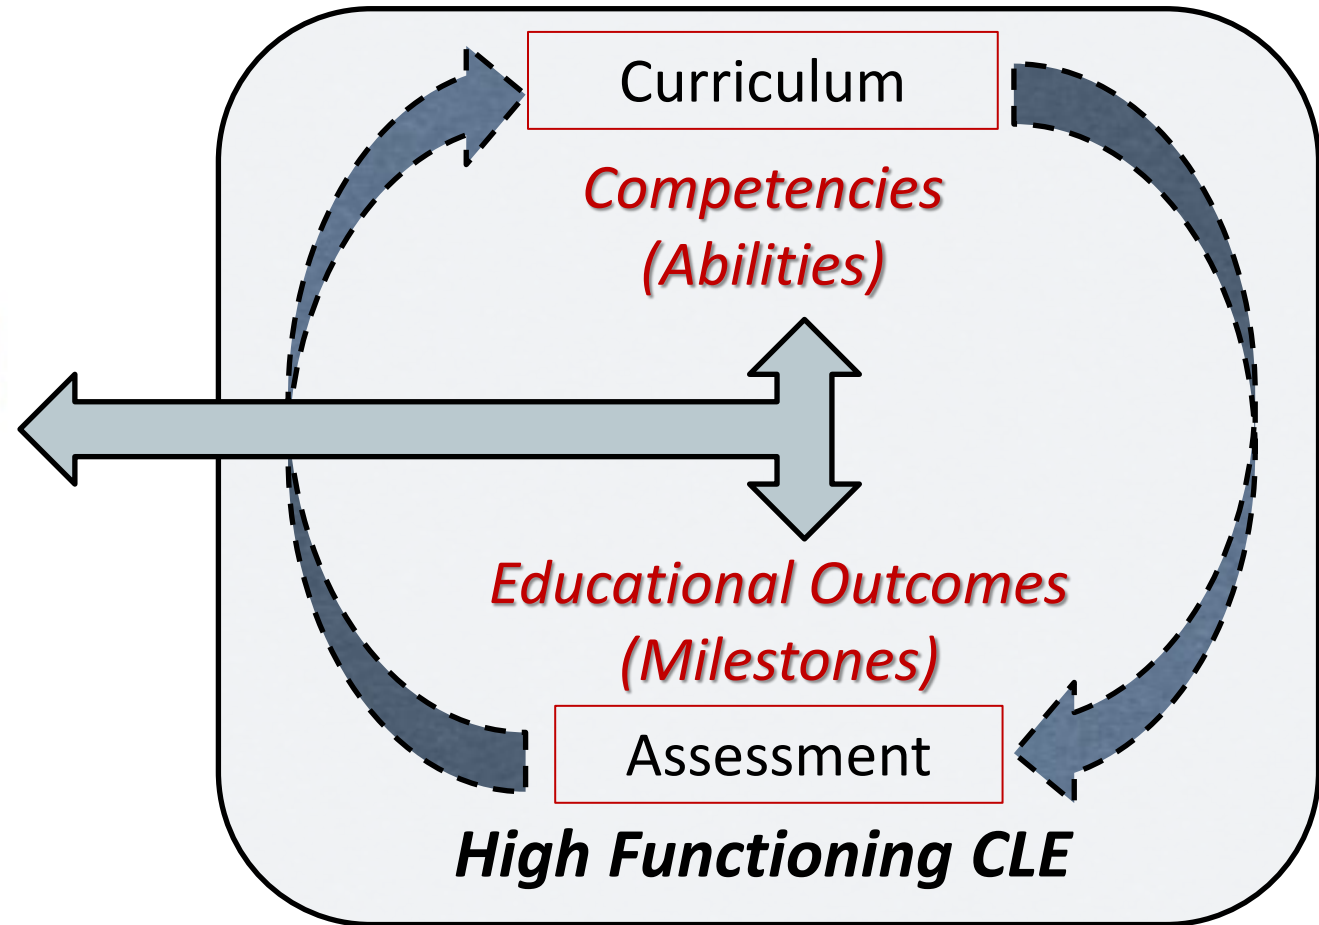 Curriculum
Competencies
(Abilities)
Educational Outcomes
(Milestones)
Assessment
High Functioning CLE